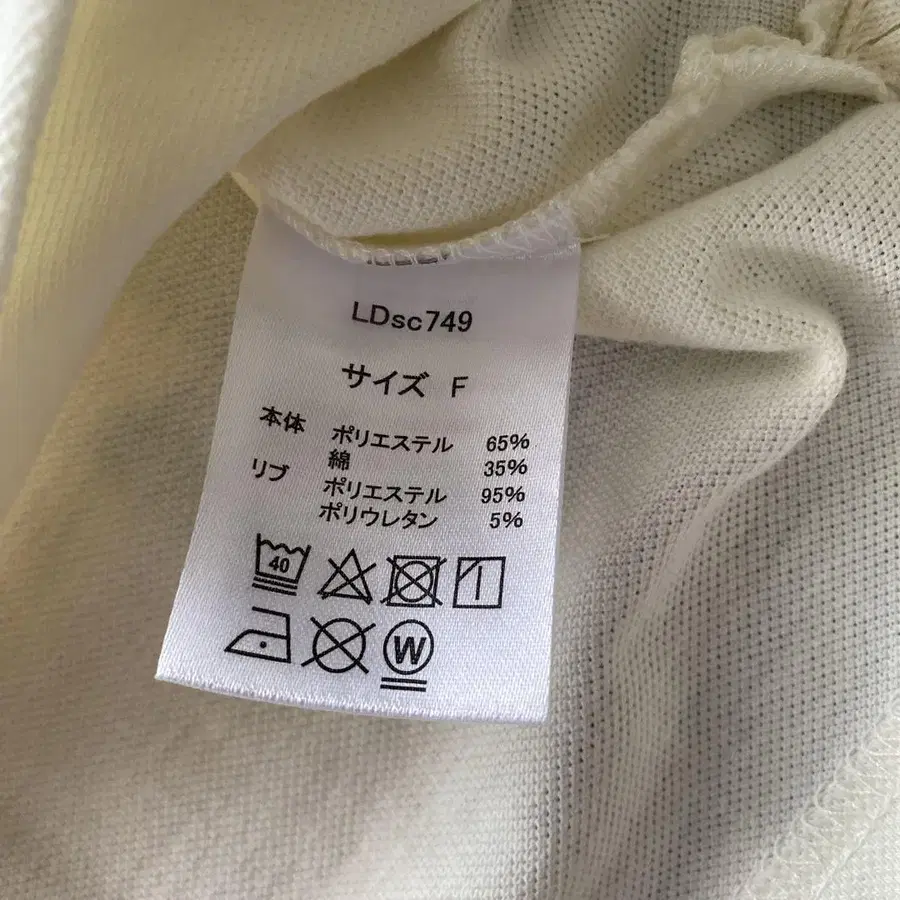 LDsc749
サイズ F
本体 ポリエステル 65%
綿 35%
リブ ポリエステル 95%
ポリウレタン 5%
40
W